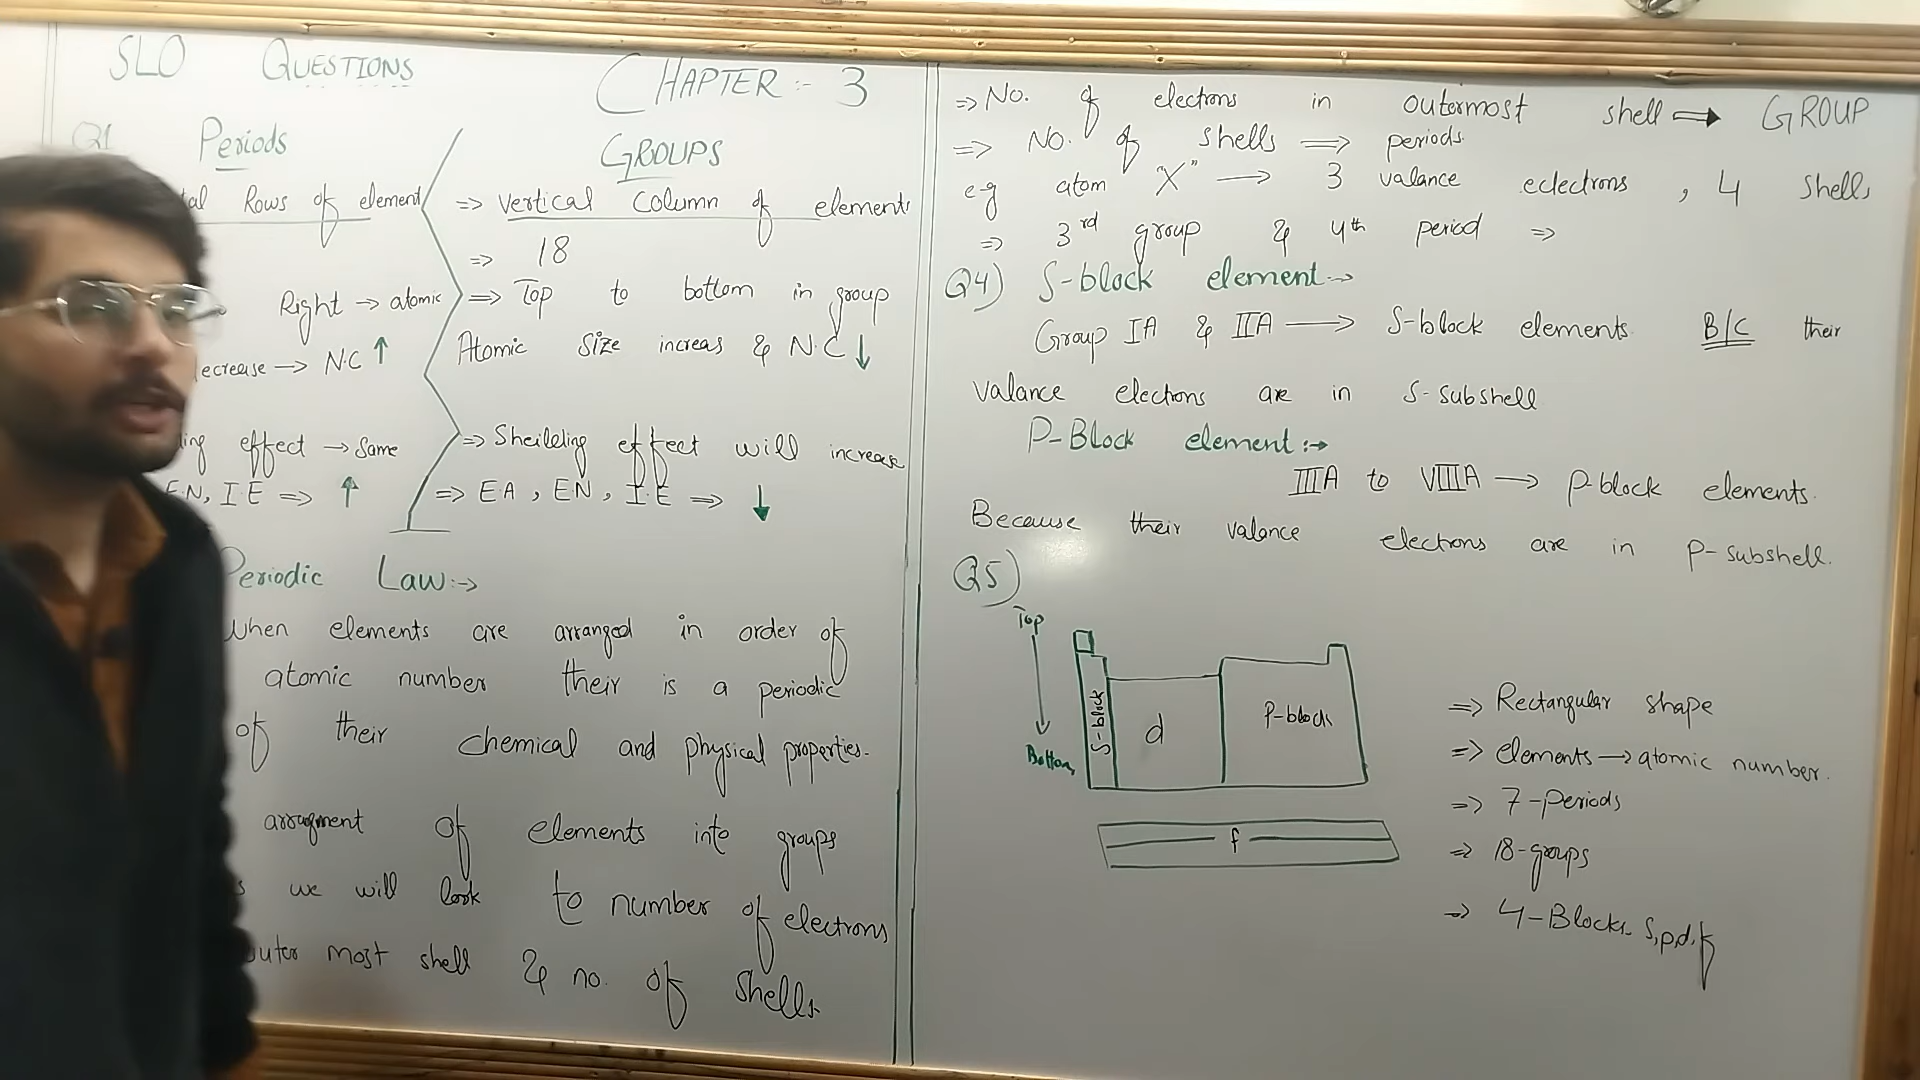 SLO QUESTIONS
CHAPTER :- 3
Q1 Periods
Rows of element
Right → atomic
ecrease → N.C ↑
ing effect → Same
E.N, I.E ⇒ ↑
GROUPS
⇒ vertical column of elements
⇒ 18
⇒ Top to bottom in group
Atomic Size increas & N.C ↓
⇒ Sheilding effect will increase
⇒ E.A , EN , I.E ⇒ ↓
Periodic Law :→
When elements are arranged in order of
atomic number their is a periodic
of their chemical and physical properties.
arragment of elements into groups
we will look to number of electrons
outer most shell & no. of shells.
⇒ No. of electrons in outermost shell ⇒ GROUP
⇒ No. of shells ⇒ periods.
eg atom "X" → 3 valance eclectrons , 4 shells
⇒ 3rd group & 4th period ⇒
Q4) S-block element :→
Group IA & IIA → S-block elements B/C their
valance electrons are in S-subshell
P-Block element :→
IIIA to VIIIA → p-block elements.
Because their valance electrons are in p-subshell.
Q5)
Top
Bottom
S-block
d
p-block
f
⇒ Rectangular shape
⇒ elements → atomic number.
⇒ 7-periods
⇒ 18-groups
⇒ 4-Blocks s,p,d,f